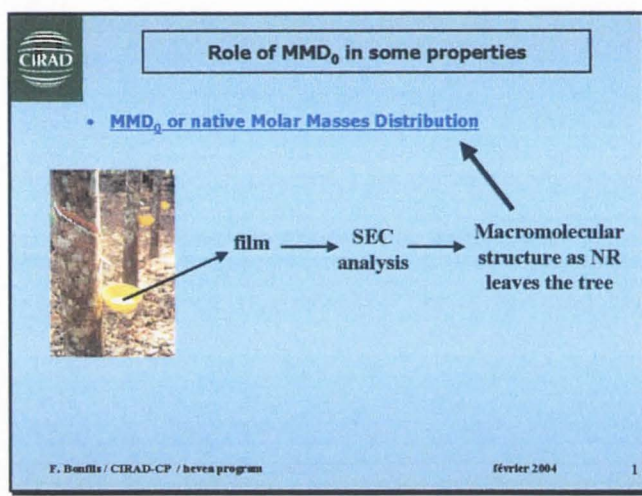 CIRAD
Role of MMD₀ in some properties
• MMD₀ or native Molar Masses Distribution
film
SEC
analysis
Macromolecular
structure as NR
leaves the tree
F. Bonfils / CIRAD-CP / hevea program
février 2004
1